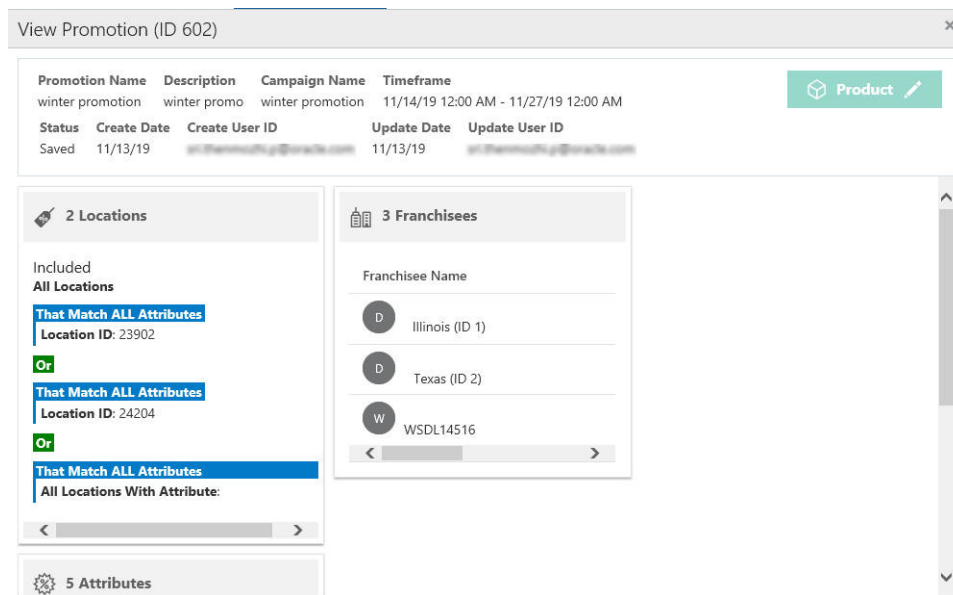 View Promotion (ID 602)
Promotion Name Description Campaign Name Timeframe
winter promotion winter promo winter promotion 11/14/19 12:00 AM - 11/27/19 12:00 AM
Product
Status Create Date Create User ID Update Date Update User ID
Saved 11/13/19 11/13/19
2 Locations
Included
All Locations
That Match ALL Attributes
Location ID: 23902
Or
That Match ALL Attributes
Location ID: 24204
Or
That Match ALL Attributes
All Locations With Attribute:
3 Franchisees
Franchisee Name
D Illinois (ID 1)
D Texas (ID 2)
W WSDL14516
5 Attributes